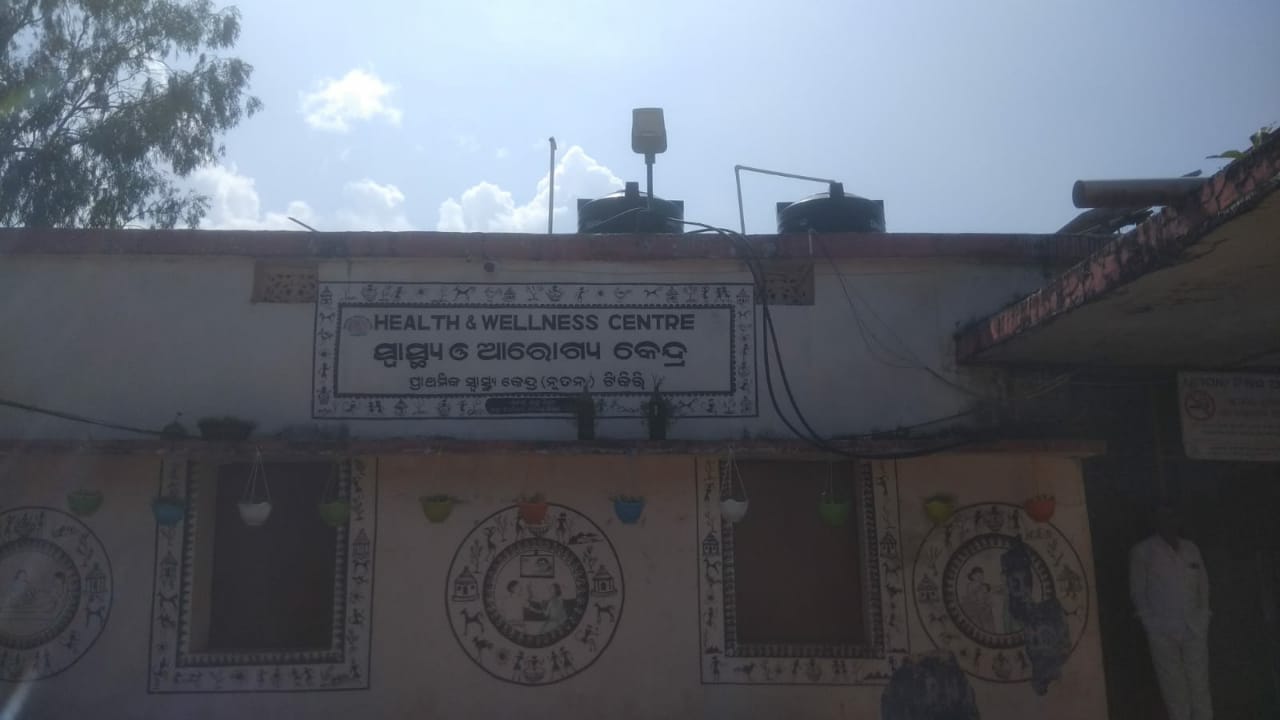 HEALTH & WELLNESS CENTRE
ସ୍ୱାସ୍ଥ୍ୟ ଓ ଆରୋଗ୍ୟ କେନ୍ଦ୍ର
ପ୍ରାଥମିକ ସ୍ୱାସ୍ଥ୍ୟ କେନ୍ଦ୍ର (ନୂତନ) ଟିକିରି